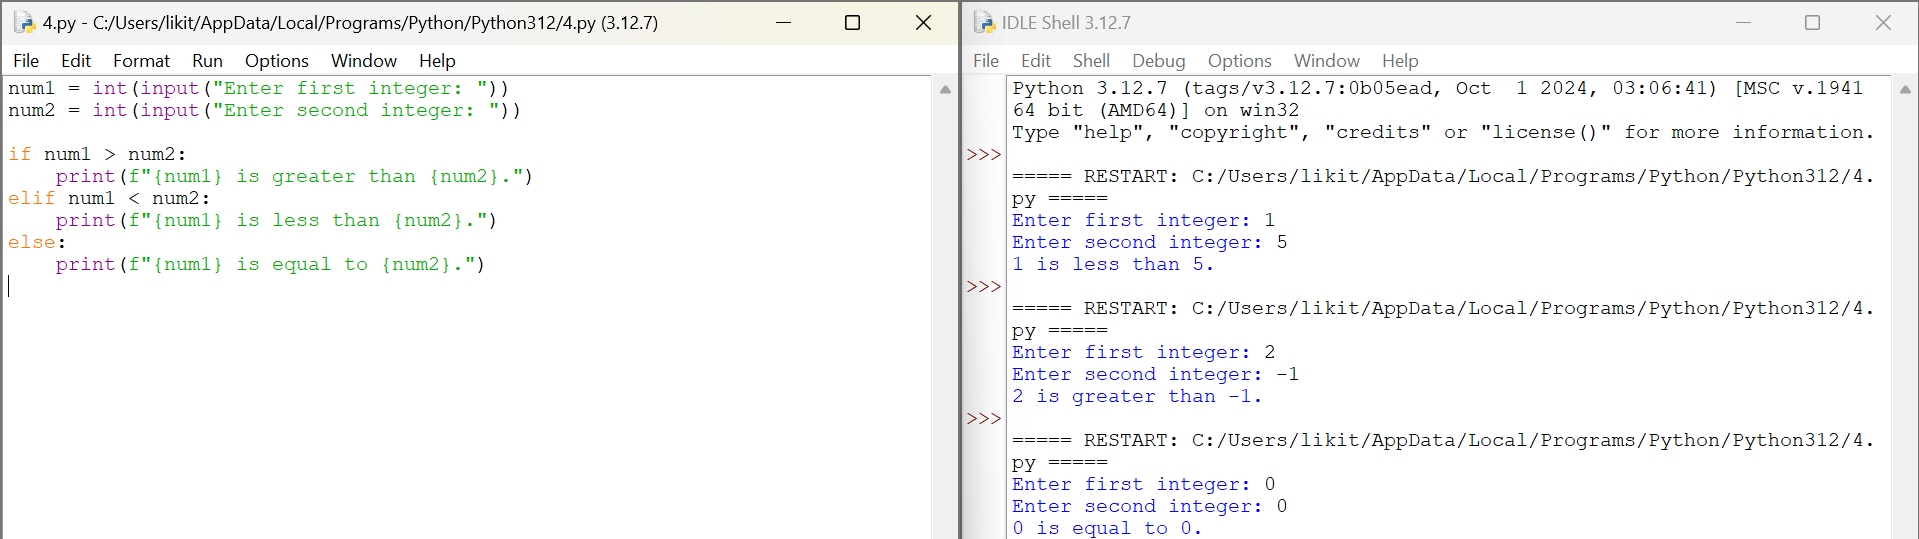 4.py - C:/Users/likit/AppData/Local/Programs/Python/Python312/4.py (3.12.7)
File Edit Format Run Options Window Help
num1 = int(input("Enter first integer: "))
num2 = int(input("Enter second integer: "))
if num1 > num2:
    print(f"{num1} is greater than {num2}.")
elif num1 < num2:
    print(f"{num1} is less than {num2}.")
else:
    print(f"{num1} is equal to {num2}.")
IDLE Shell 3.12.7
File Edit Shell Debug Options Window Help
Python 3.12.7 (tags/v3.12.7:0b05ead, Oct  1 2024, 03:06:41) [MSC v.1941
64 bit (AMD64)] on win32
Type "help", "copyright", "credits" or "license()" for more information.
>>>
===== RESTART: C:/Users/likit/AppData/Local/Programs/Python/Python312/4.
py =====
Enter first integer: 1
Enter second integer: 5
1 is less than 5.
>>>
===== RESTART: C:/Users/likit/AppData/Local/Programs/Python/Python312/4.
py =====
Enter first integer: 2
Enter second integer: -1
2 is greater than -1.
>>>
===== RESTART: C:/Users/likit/AppData/Local/Programs/Python/Python312/4.
py =====
Enter first integer: 0
Enter second integer: 0
0 is equal to 0.